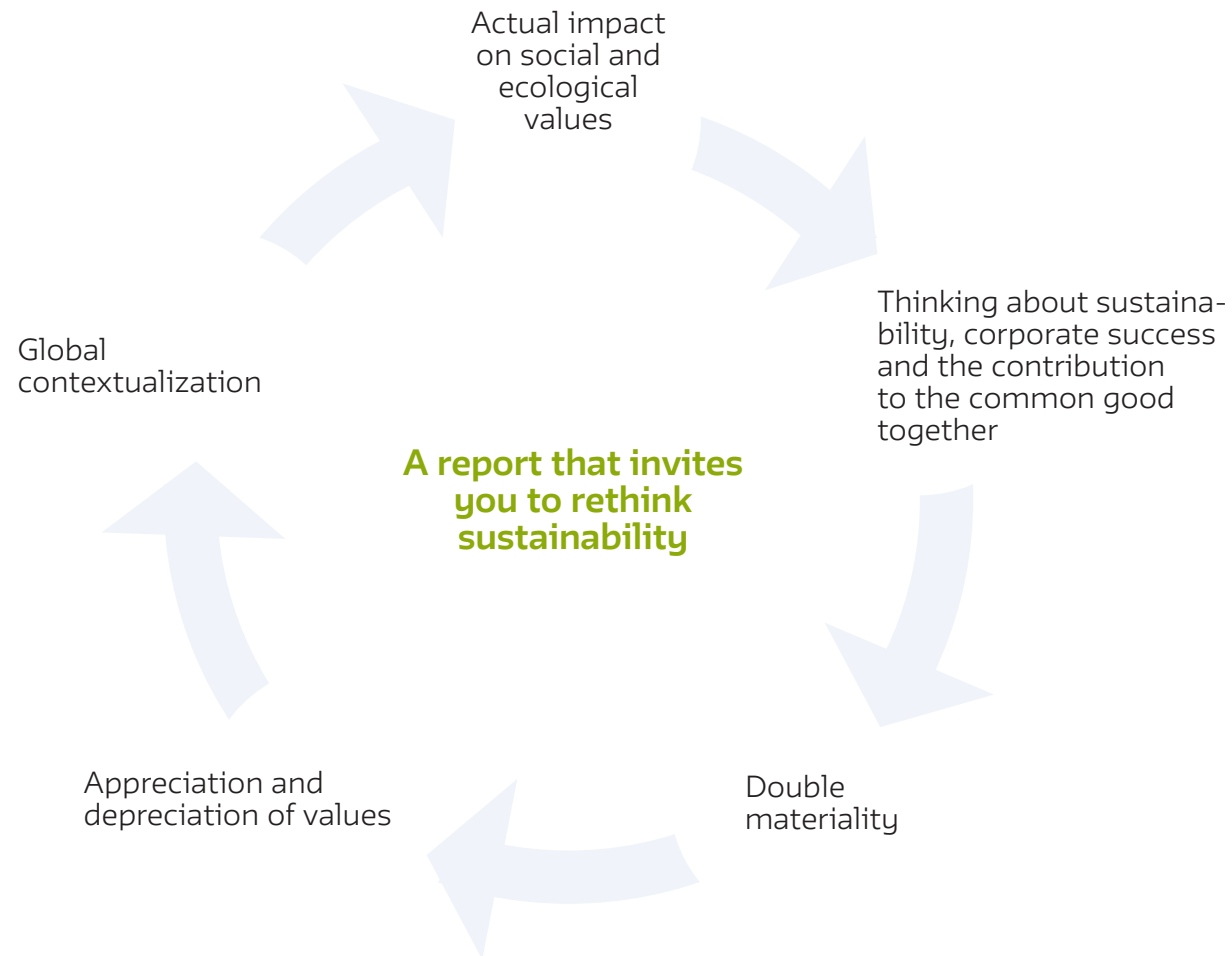 Actual impact
on social and
ecological
values
Thinking about sustaina-
bility, corporate success
and the contribution
to the common good
together
Double
materiality
Appreciation and
depreciation of values
Global
contextualization
A report that invites
you to rethink
sustainability